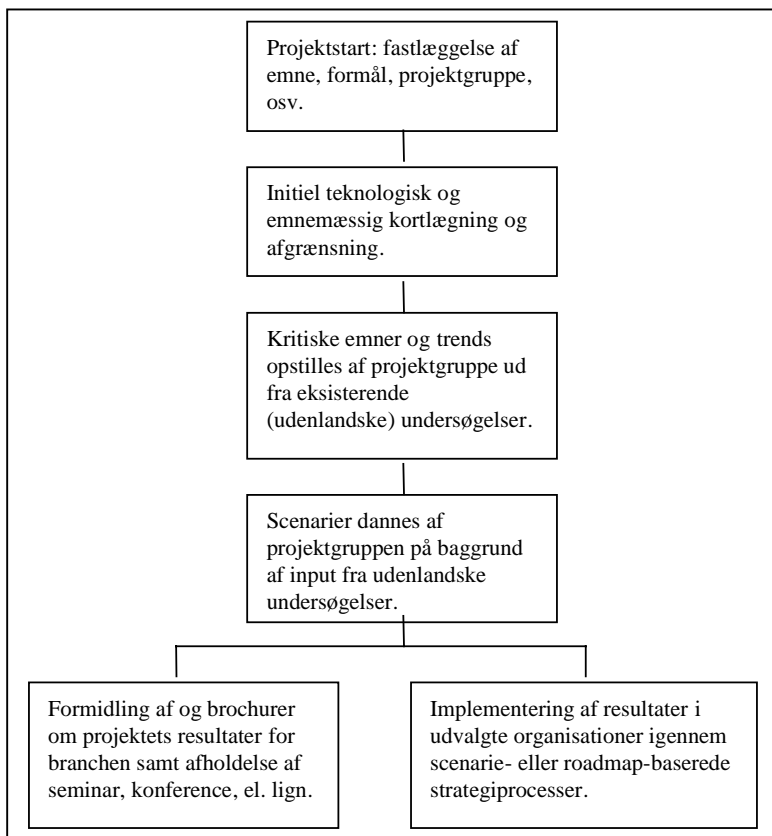 Projektstart: fastlæggelse af
emne, formål, projektgruppe,
osv.
Initiel teknologisk og
emnemæssig kortlægning og
afgrænsning.
Kritiske emner og trends
opstilles af projektgruppe ud
fra eksisterende
(udenlandske) undersøgelser.
Scenarier dannes af
projektgruppen på baggrund
af input fra udenlandske
undersøgelser.
Formidling af og brochurer
om projektets resultater for
branchen samt afholdelse af
seminar, konference, el. lign.
Implementering af resultater i
udvalgte organisationer igennem
scenarie- eller roadmap-baserede
strategiprocesser.